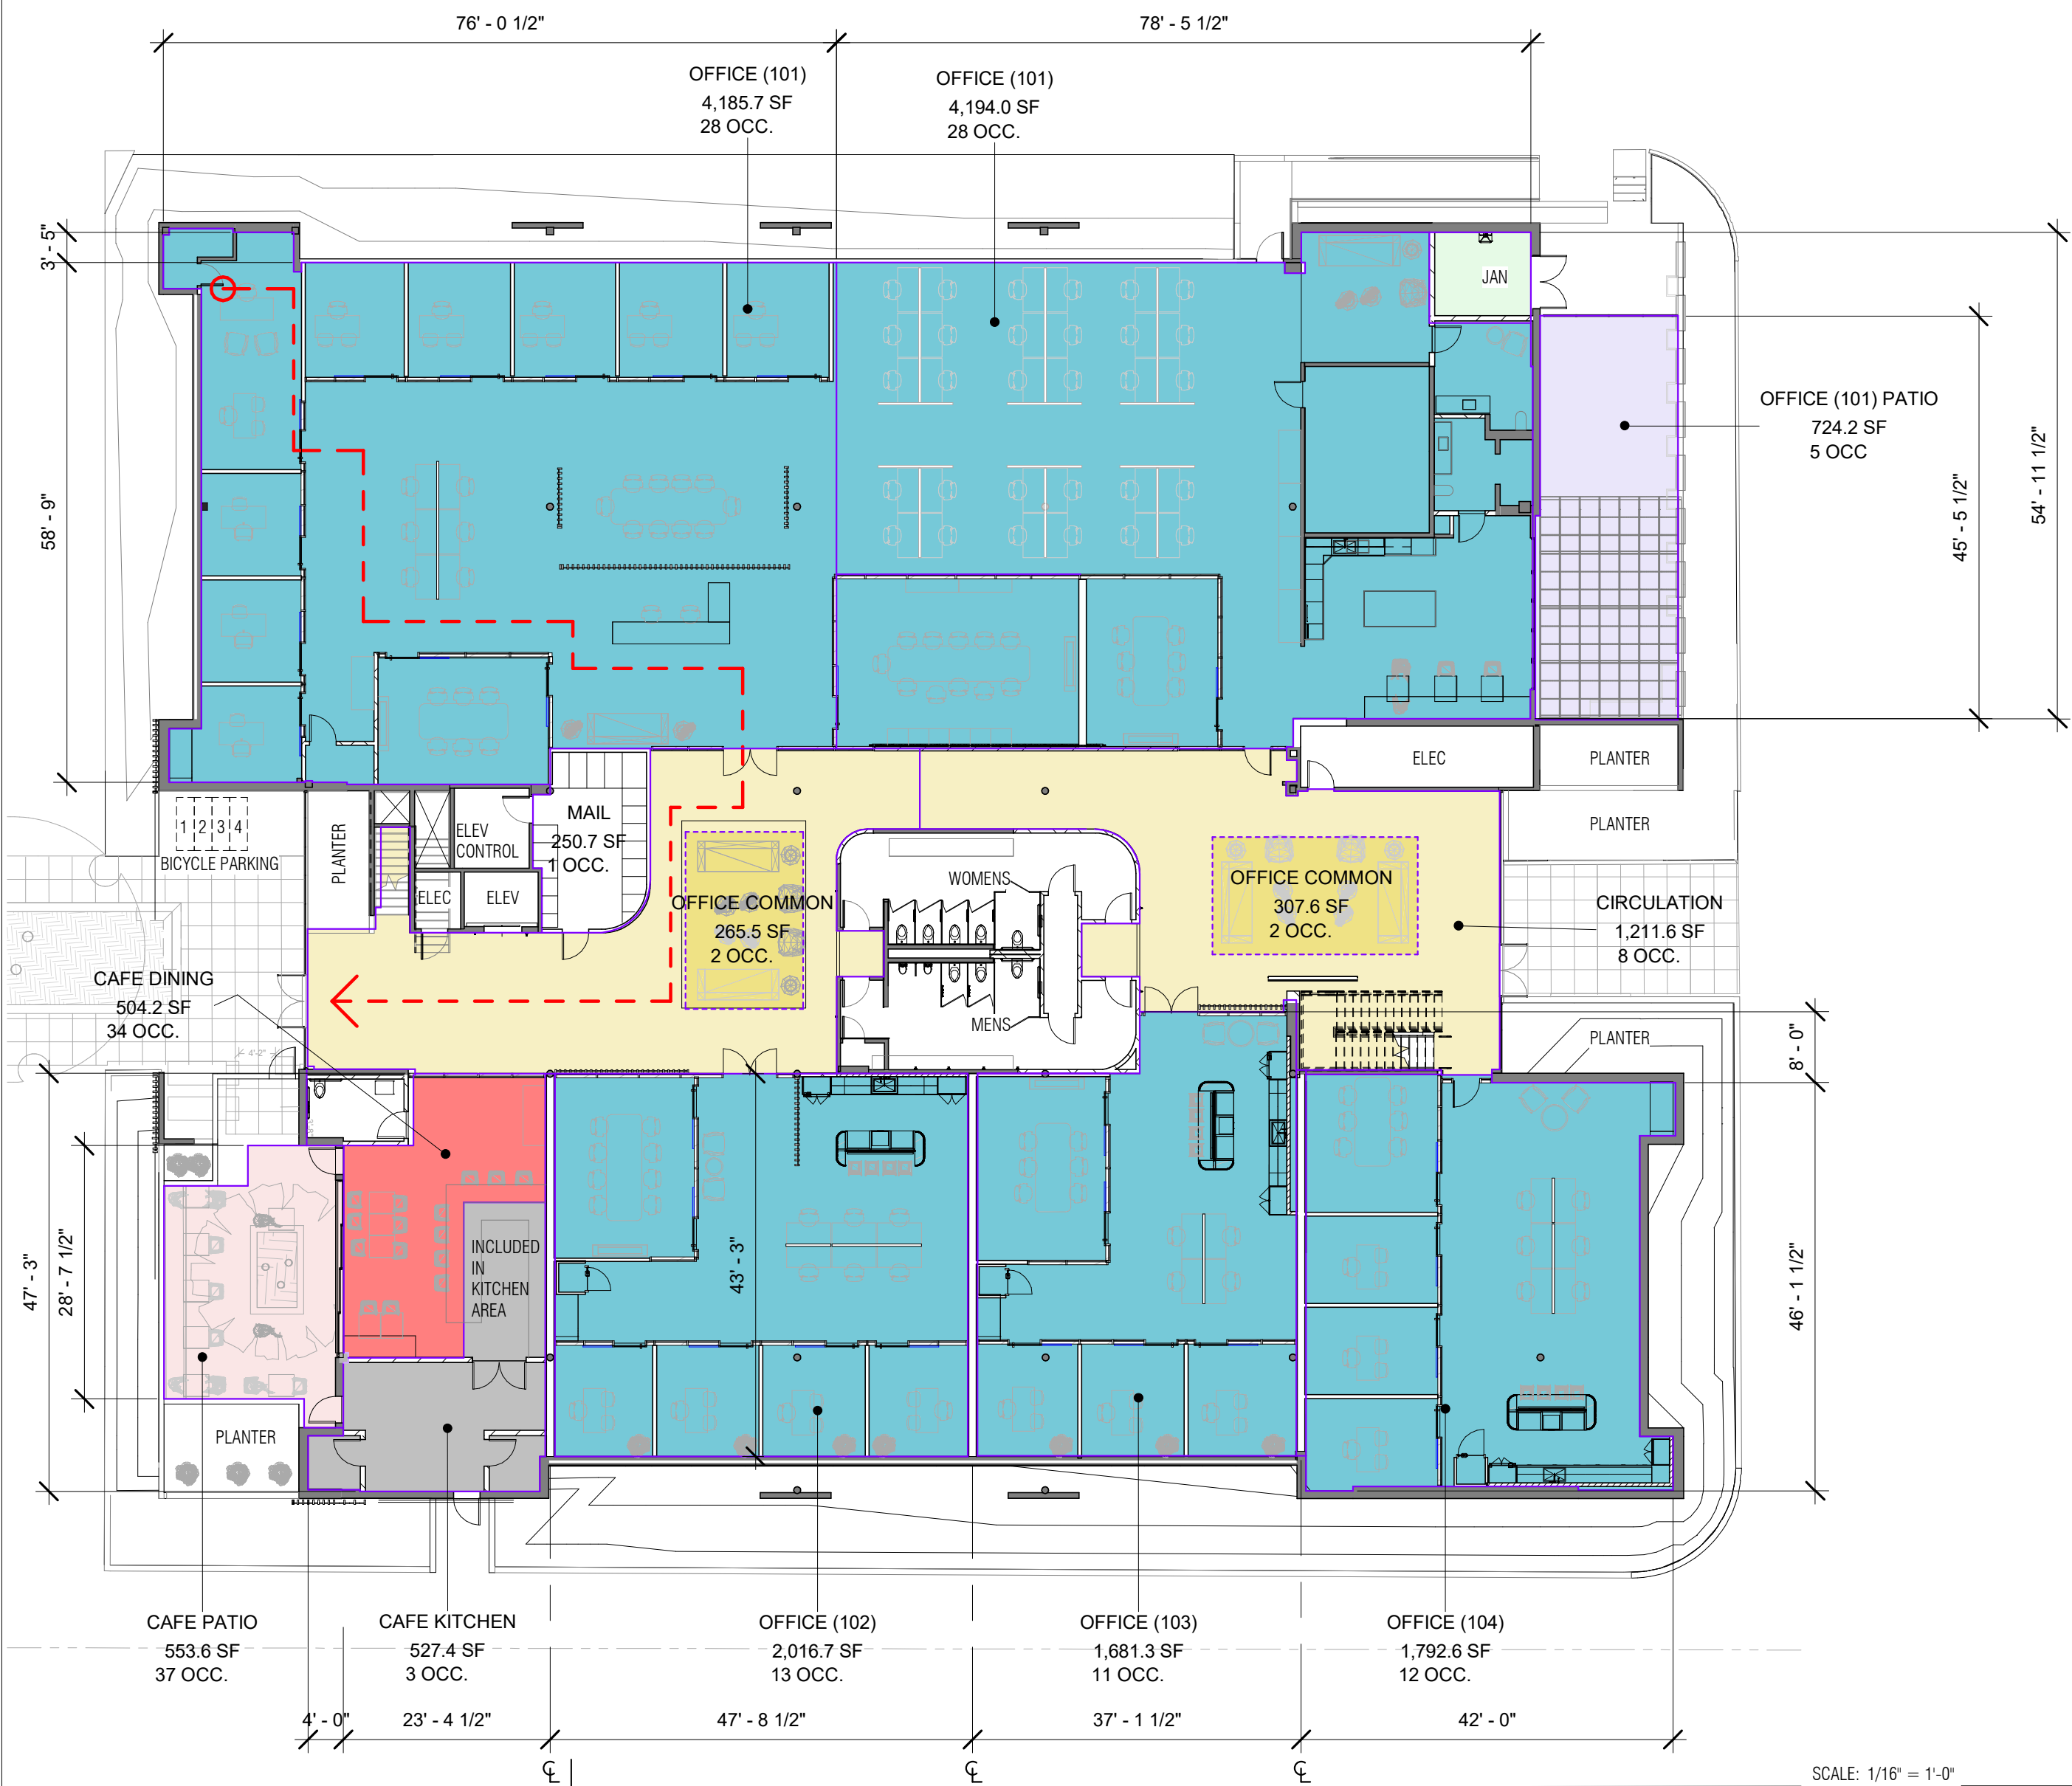 76' - 0 1/2"
78' - 5 1/2"
OFFICE (101)
4,185.7 SF
28 OCC.
OFFICE (101)
4,194.0 SF
28 OCC.
3' - 5"
JAN
OFFICE (101) PATIO
724.2 SF
5 OCC
58' - 9"
45' - 5 1/2"
54' - 11 1/2"
ELEC
PLANTER
PLANTER
1 2 3 4
BICYCLE PARKING
PLANTER
ELEV
CONTROL
MAIL
250.7 SF
1 OCC.
ELEC
ELEV
OFFICE COMMON
265.5 SF
2 OCC.
WOMENS
MENS
OFFICE COMMON
307.6 SF
2 OCC.
CIRCULATION
1,211.6 SF
8 OCC.
CAFE DINING
504.2 SF
34 OCC.
4'-2"
PLANTER
8' - 0"
47' - 3"
28' - 7 1/2"
INCLUDED
IN
KITCHEN
AREA
43' - 3"
46' - 1 1/2"
PLANTER
CAFE PATIO
553.6 SF
37 OCC.
CAFE KITCHEN
527.4 SF
3 OCC.
OFFICE (102)
2,016.7 SF
13 OCC.
OFFICE (103)
1,681.3 SF
11 OCC.
OFFICE (104)
1,792.6 SF
12 OCC.
4' - 0"
23' - 4 1/2"
47' - 8 1/2"
37' - 1 1/2"
42' - 0"
℄
℄
℄
SCALE: 1/16" = 1'-0"